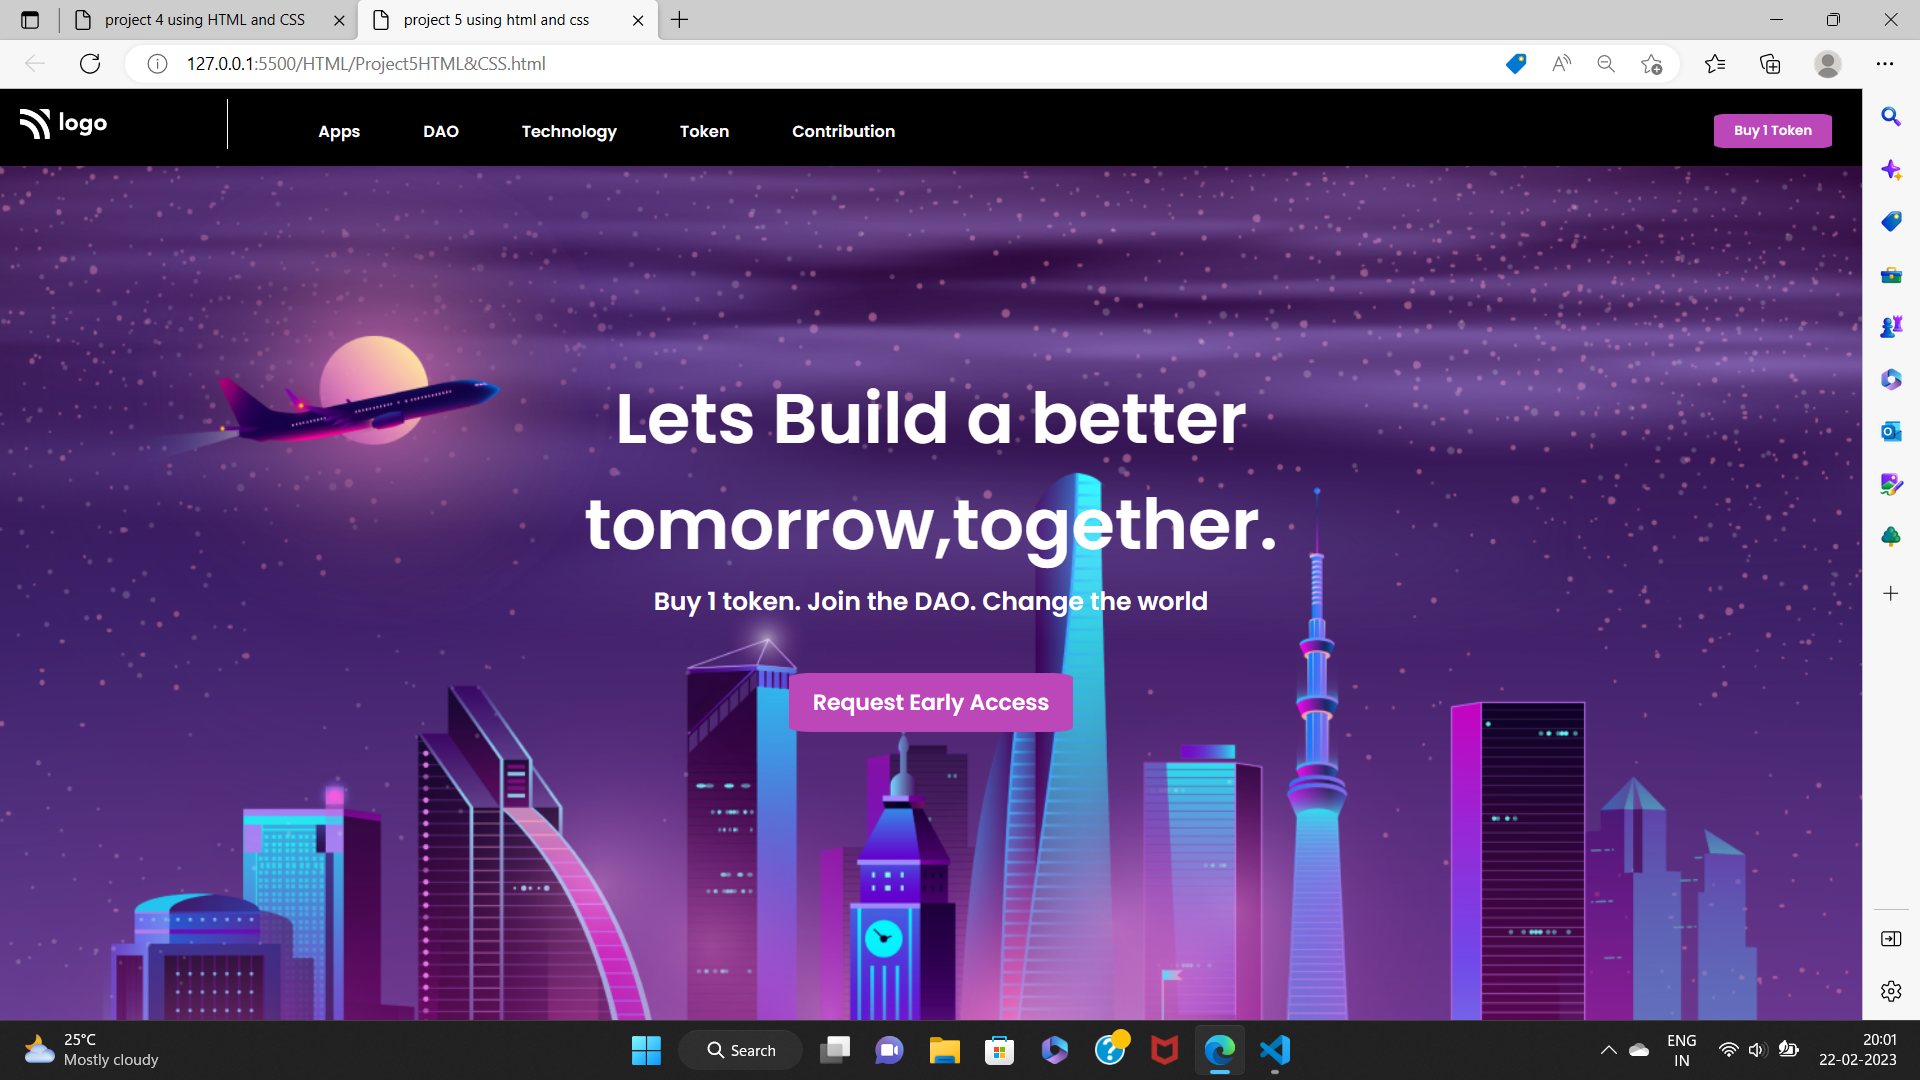 project 4 using HTML and CSS
project 5 using html and css
127.0.0.1:5500/HTML/Project5HTML&CSS.html
logo
Apps DAO Technology Token Contribution
Buy 1 Token
Lets Build a better
tomorrow,together.
Buy 1 token. Join the DAO. Change the world
Request Early Access
25°C
Mostly cloudy
Search
ENG
IN
20:01
22-02-2023